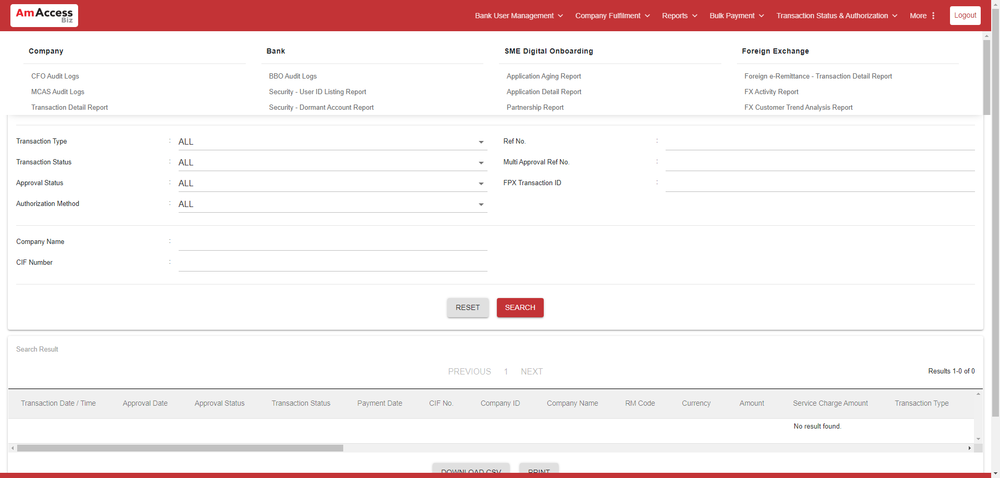 AmAccess Biz
Bank User Management Company Fulfilment Reports Bulk Payment Transaction Status & Authorization More Logout
Company Bank SME Digital Onboarding Foreign Exchange
CFO Audit Logs BBO Audit Logs Application Aging Report Foreign e-Remittance - Transaction Detail Report
MCAS Audit Logs Security - User ID Listing Report Application Detail Report FX Activity Report
Transaction Detail Report Security - Dormant Account Report Partnership Report FX Customer Trend Analysis Report
Transaction Type : ALL Ref No. :
Transaction Status : ALL Multi Approval Ref No. :
Approval Status : ALL FPX Transaction ID :
Authorization Method : ALL
Company Name :
CIF Number :
RESET SEARCH
Search Result
PREVIOUS 1 NEXT Results 1-0 of 0
Transaction Date / Time Approval Date Approval Status Transaction Status Payment Date CIF No. Company ID Company Name RM Code Currency Amount Service Charge Amount Transaction Type
No result found.
DOWNLOAD CSV PRINT